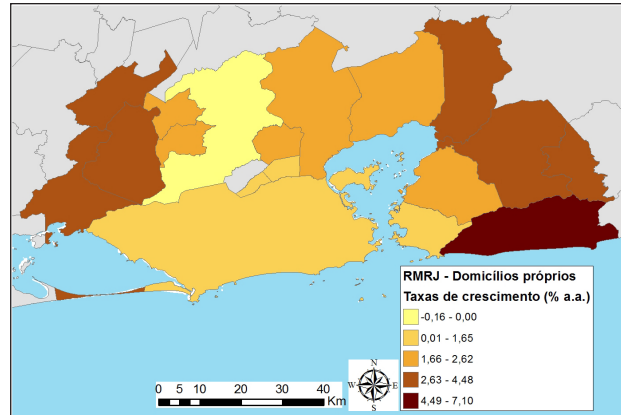 RMRJ - Domicílios próprios
Taxas de crescimento (% a.a.)
-0,16 - 0,00
0,01 - 1,65
1,66 - 2,62
2,63 - 4,48
4,49 - 7,10
N
W E
S
0 5 10 20 30 40
Km